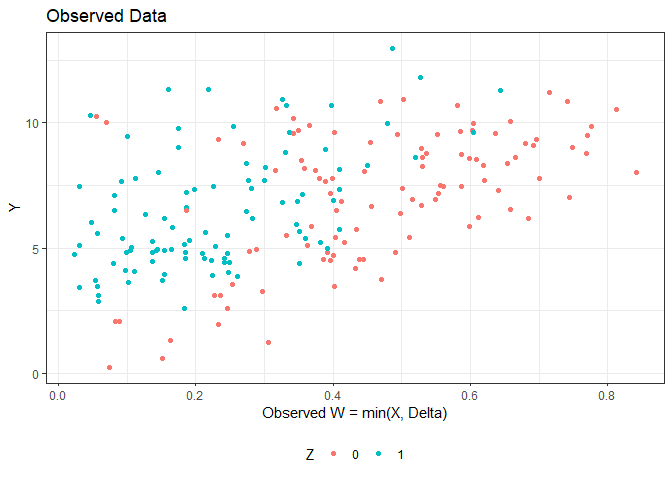 Observed Data
Y
10
5
0
0.0 0.2 0.4 0.6 0.8
Observed W = min(X, Delta)
Z 0 1